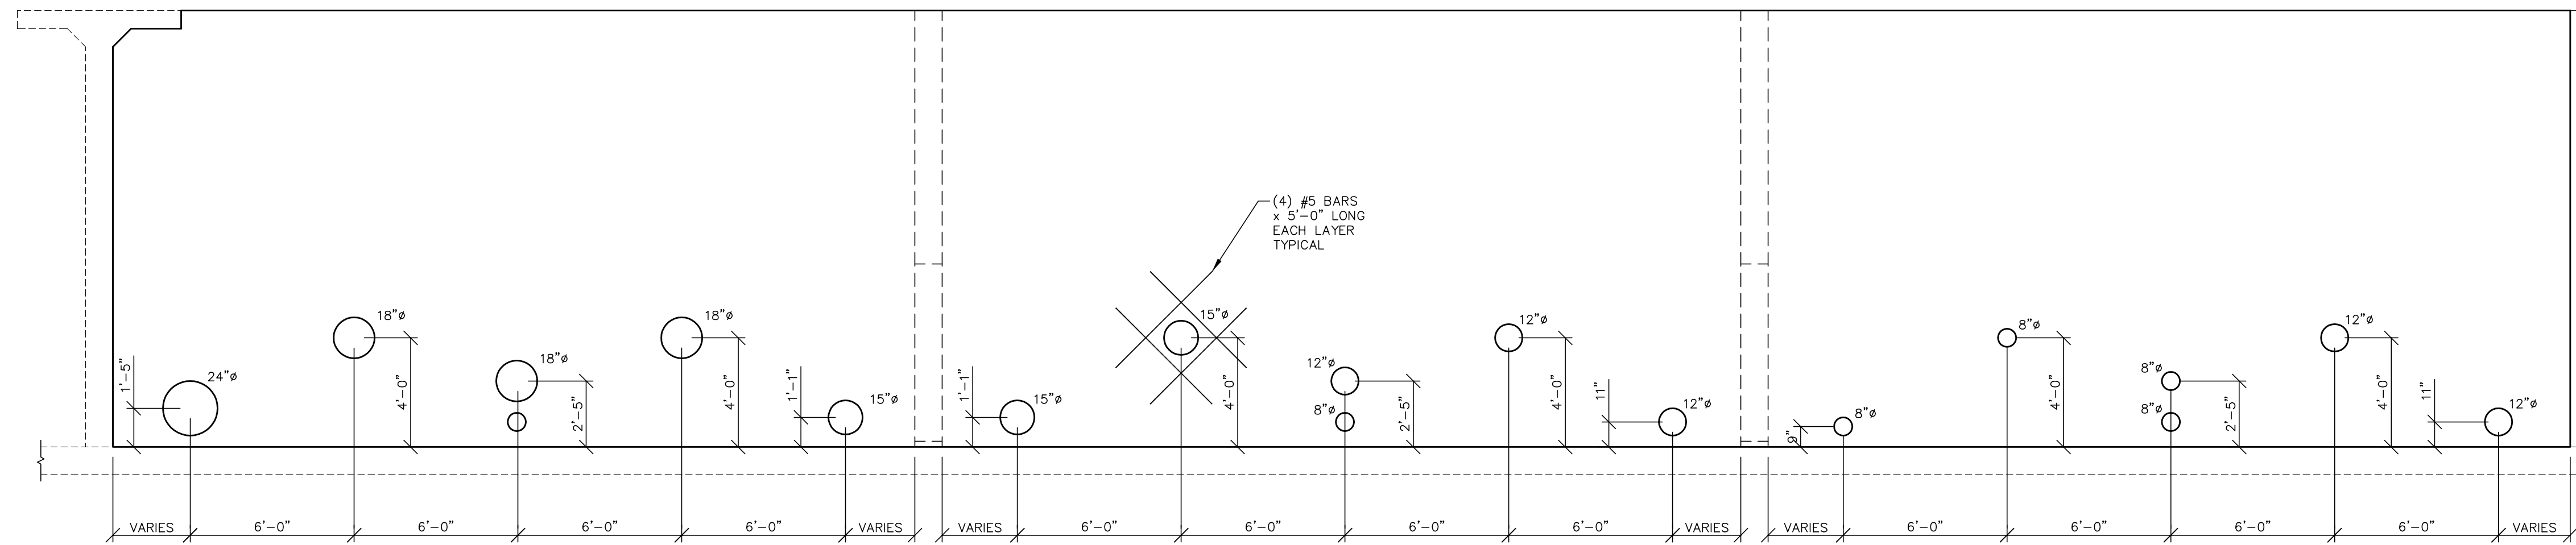 (4) #5 BARS
x 5'-0" LONG
EACH LAYER
TYPICAL
1'-5"
24"ø
18"ø
4'-0"
18"ø
2'-5"
18"ø
4'-0"
1'-1"
15"ø
1'-1"
15"ø
15"ø
4'-0"
12"ø
8"ø
2'-5"
12"ø
4'-0"
11"
12"ø
9"
8"ø
8"ø
4'-0"
8"ø
8"ø
2'-5"
12"ø
4'-0"
11"
12"ø
VARIES
6'-0"
6'-0"
6'-0"
6'-0"
VARIES
VARIES
6'-0"
6'-0"
6'-0"
6'-0"
VARIES
VARIES
6'-0"
6'-0"
6'-0"
6'-0"
VARIES